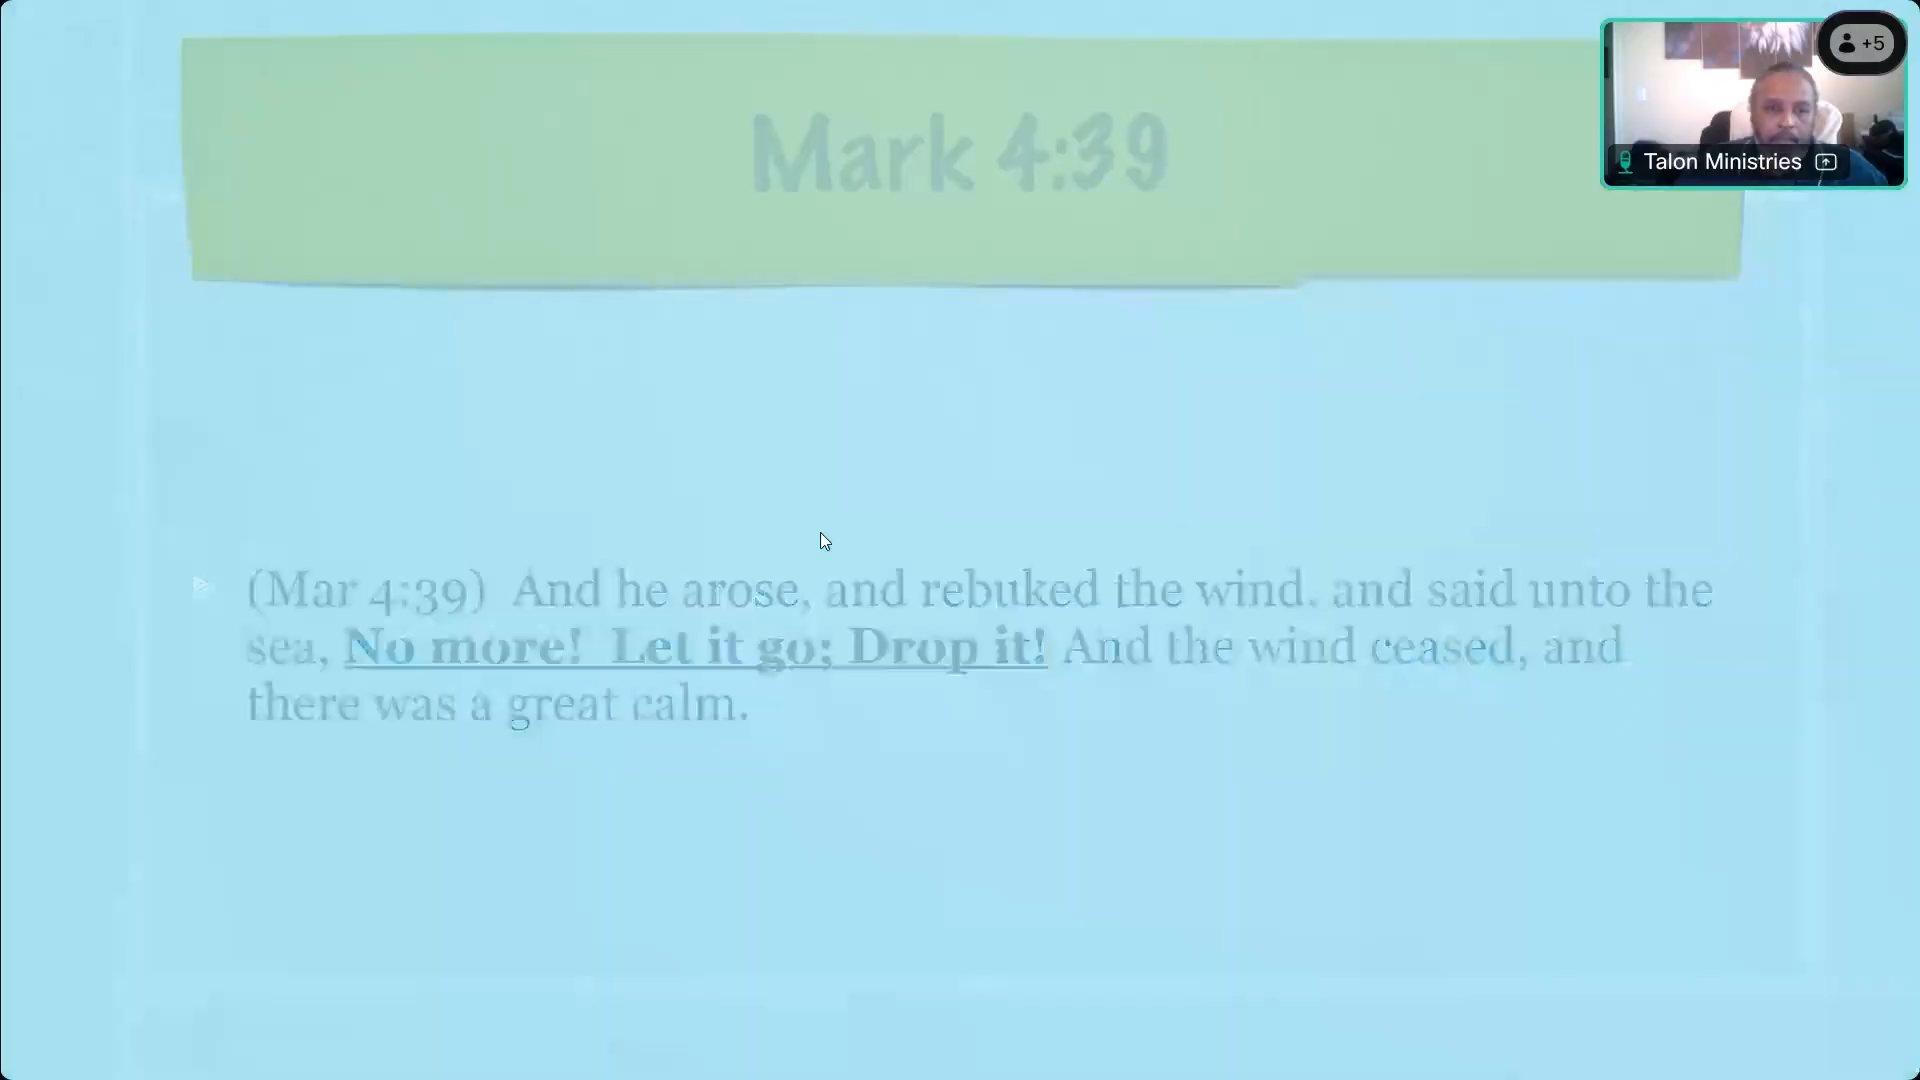 Mark 4:39
+5
Talon Ministries
(Mar 4:39) And he arose, and rebuked the wind. and said unto the
sea, No more! Let it go; Drop it! And the wind ceased, and
there was a great calm.